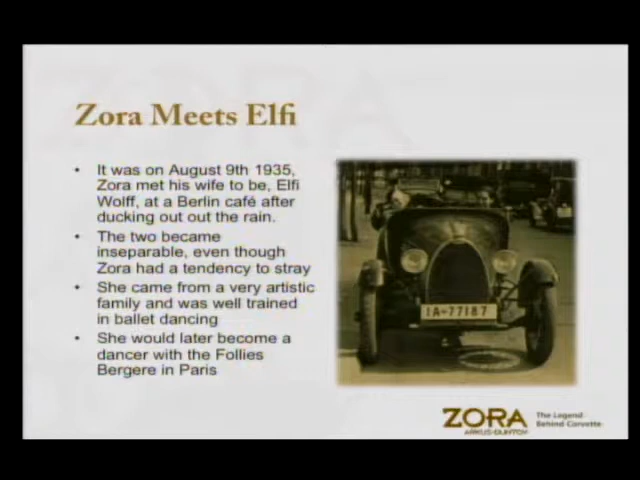 Zora Meets Elfi
• It was on August 9th 1935,
Zora met his wife to be, Elfi
Wolff, at a Berlin café after
ducking out out the rain.
• The two became
inseparable, even though
Zora had a tendency to stray
• She came from a very artistic
family and was well trained
in ballet dancing
• She would later become a
dancer with the Follies
Bergere in Paris
IA-77187
ZORA
ARKUS-DUNTOV
The Legend
Behind Corvette